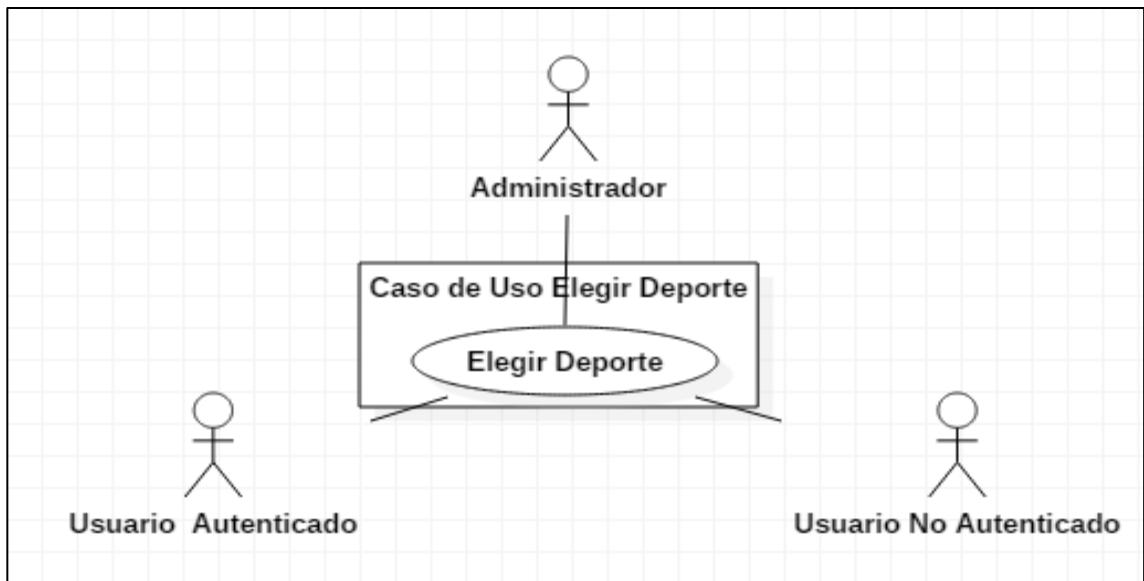 Administrador
Caso de Uso Elegir Deporte
Elegir Deporte
Usuario Autenticado
Usuario No Autenticado